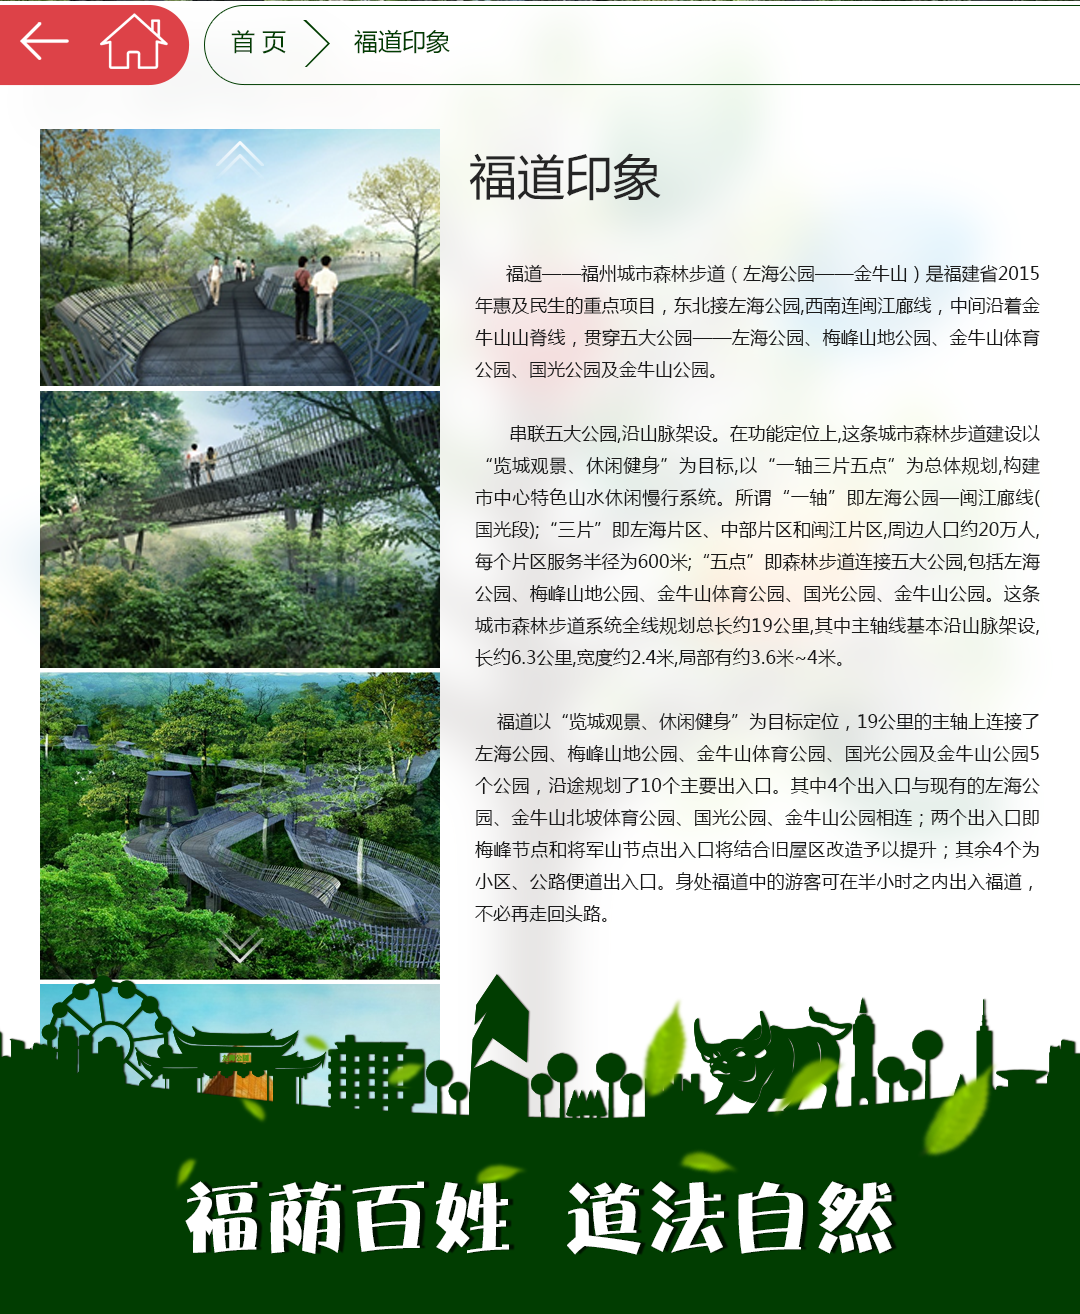 首 页
福道印象
福道印象
福道——福州城市森林步道（左海公园——金牛山）是福建省2015
年惠及民生的重点项目，东北接左海公园,西南连闽江廊线，中间沿着金
牛山山脊线，贯穿五大公园——左海公园、梅峰山地公园、金牛山体育
公园、国光公园及金牛山公园。
串联五大公园,沿山脉架设。在功能定位上,这条城市森林步道建设以
“览城观景、休闲健身”为目标,以“一轴三片五点“为总体规划,构建
市中心特色山水休闲慢行系统。所谓“一轴”即左海公园—闽江廊线(
国光段);“三片”即左海片区、中部片区和闽江片区,周边人口约20万人,
每个片区服务半径为600米;“五点”即森林步道连接五大公园,包括左海
公园、梅峰山地公园、金牛山体育公园、国光公园、金牛山公园。这条
城市森林步道系统全线规划总长约19公里,其中主轴线基本沿山脉架设,
长约6.3公里,宽度约2.4米,局部有约3.6米~4米。
福道以“览城观景、休闲健身”为目标定位，19公里的主轴上连接了
左海公园、梅峰山地公园、金牛山体育公园、国光公园及金牛山公园5
个公园，沿途规划了10个主要出入口。其中4个出入口与现有的左海公
园、金牛山北坡体育公园、国光公园、金牛山公园相连；两个出入口即
梅峰节点和将军山节点出入口将结合旧屋区改造予以提升；其余4个为
小区、公路便道出入口。身处福道中的游客可在半小时之内出入福道，
不必再走回头路。
福荫百姓 道法自然